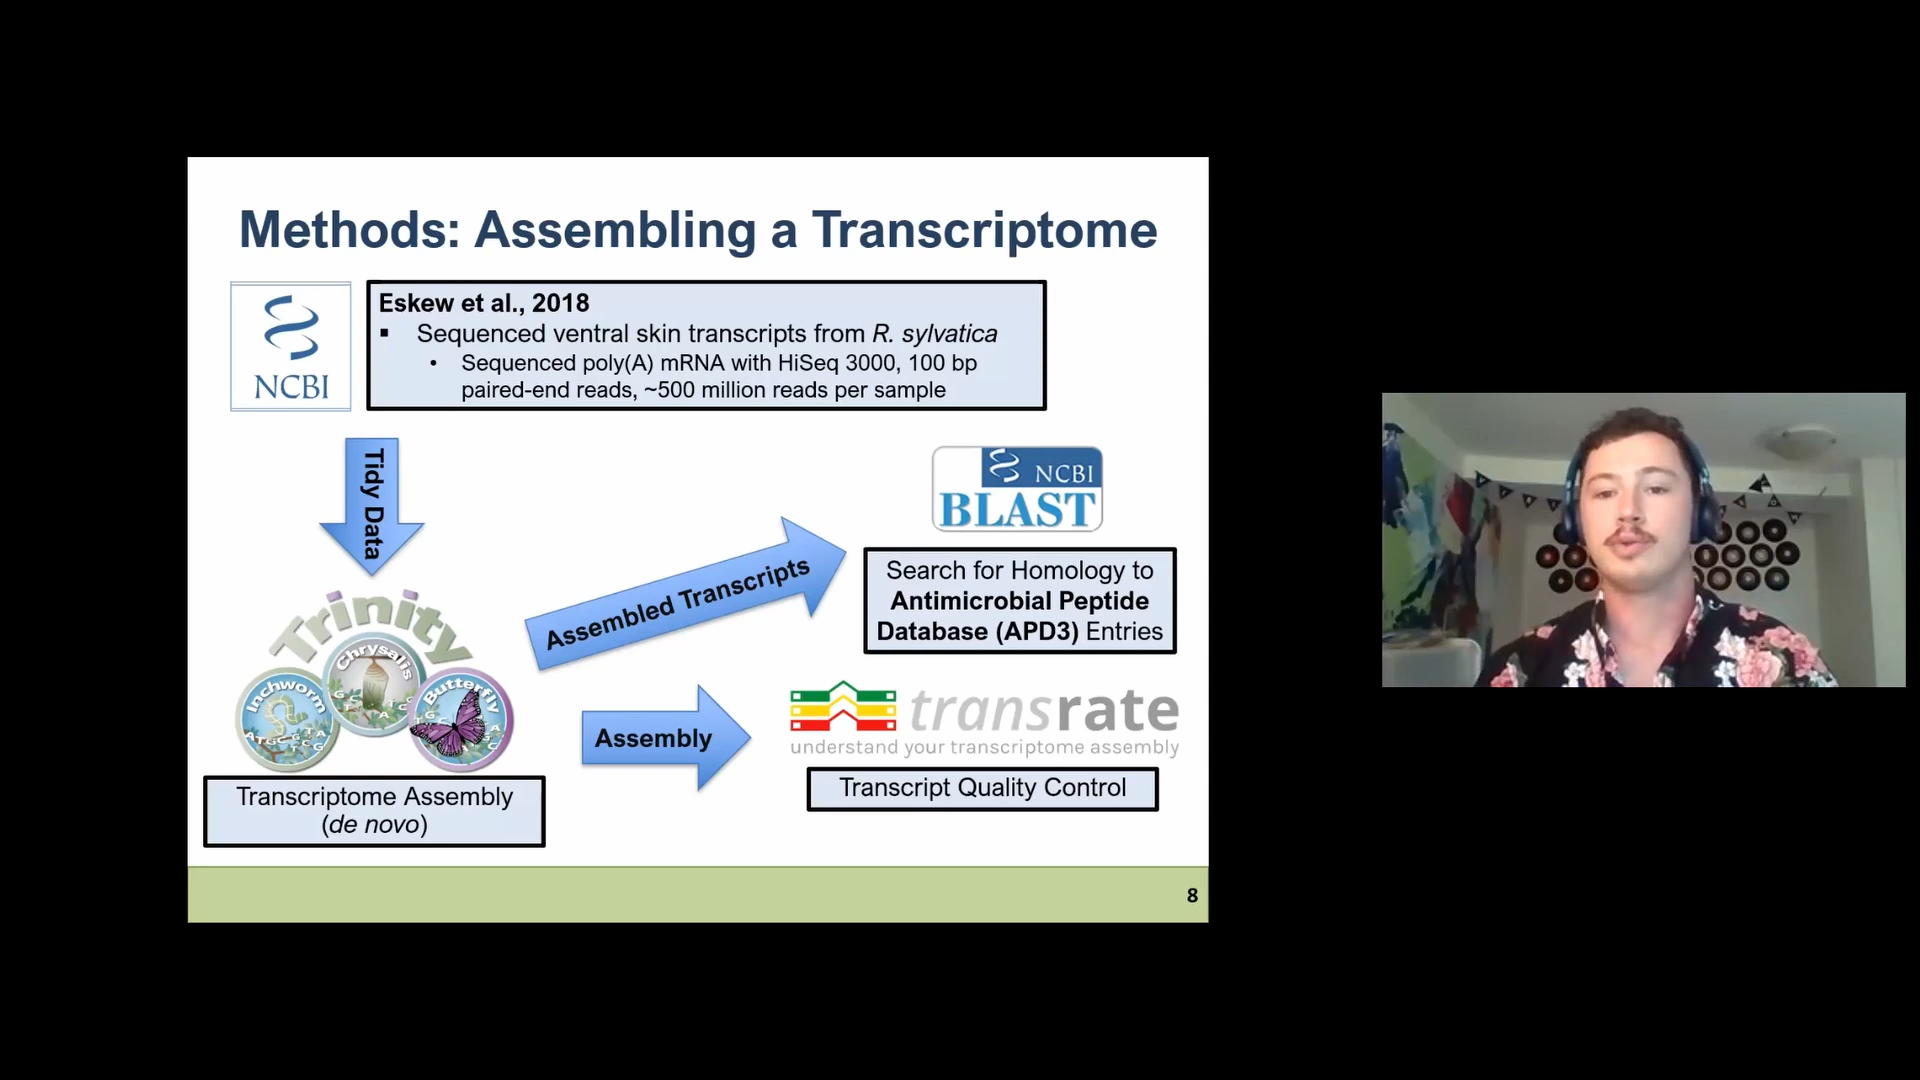 Methods: Assembling a Transcriptome
NCBI
Eskew et al., 2018
▪ Sequenced ventral skin transcripts from R. sylvatica
• Sequenced poly(A) mRNA with HiSeq 3000, 100 bp
paired-end reads, ~500 million reads per sample
Tidy Data
Trinity
Inchworm
Chrysalis
Butterfly
Transcriptome Assembly
(de novo)
Assembled Transcripts
NCBI
BLAST
Search for Homology to
Antimicrobial Peptide
Database (APD3) Entries
Assembly
transrate
understand your transcriptome assembly
Transcript Quality Control
8